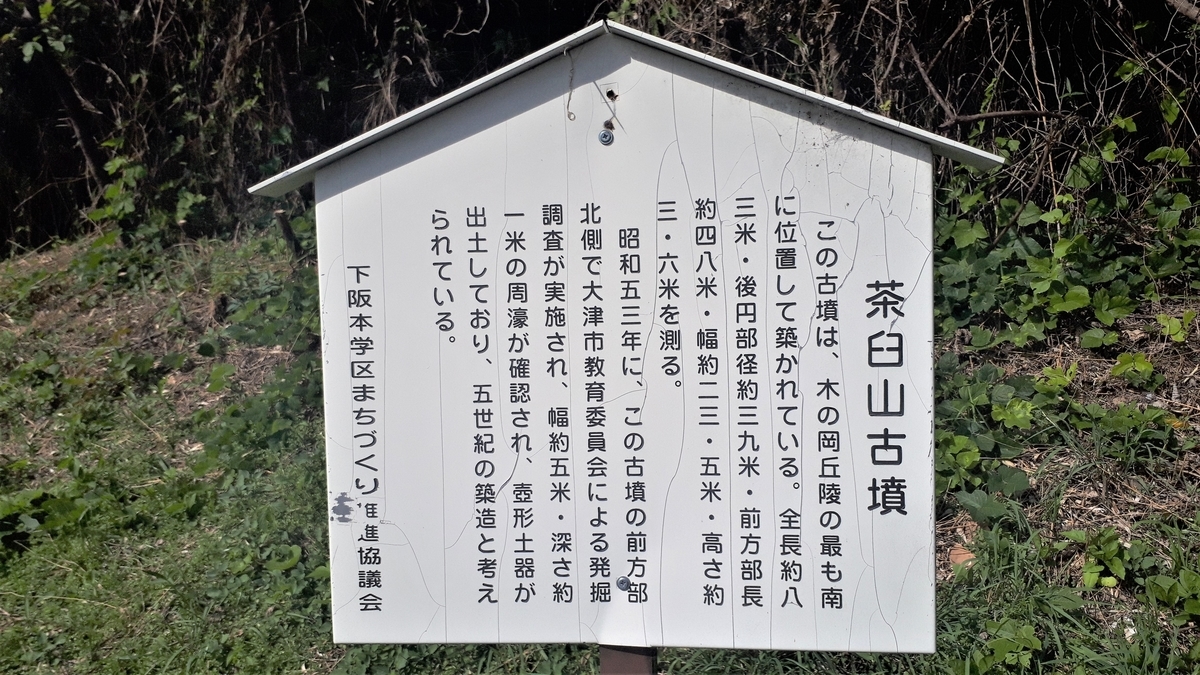 茶臼山古墳
この古墳は、木の岡丘陵の最も南
に位置して築かれている。全長約八
三米・後円部径約三九米・前方部長
約四八米・幅約二三・五米・高さ約
三・六米を測る。
昭和五三年に、この古墳の前方部
北側で大津市教育委員会による発掘
調査が実施され、幅約五米・深さ約
一米の周濠が確認され、壺形土器が
出土しており、五世紀の築造と考え
られている。
下阪本学区まちづくり推進協議会